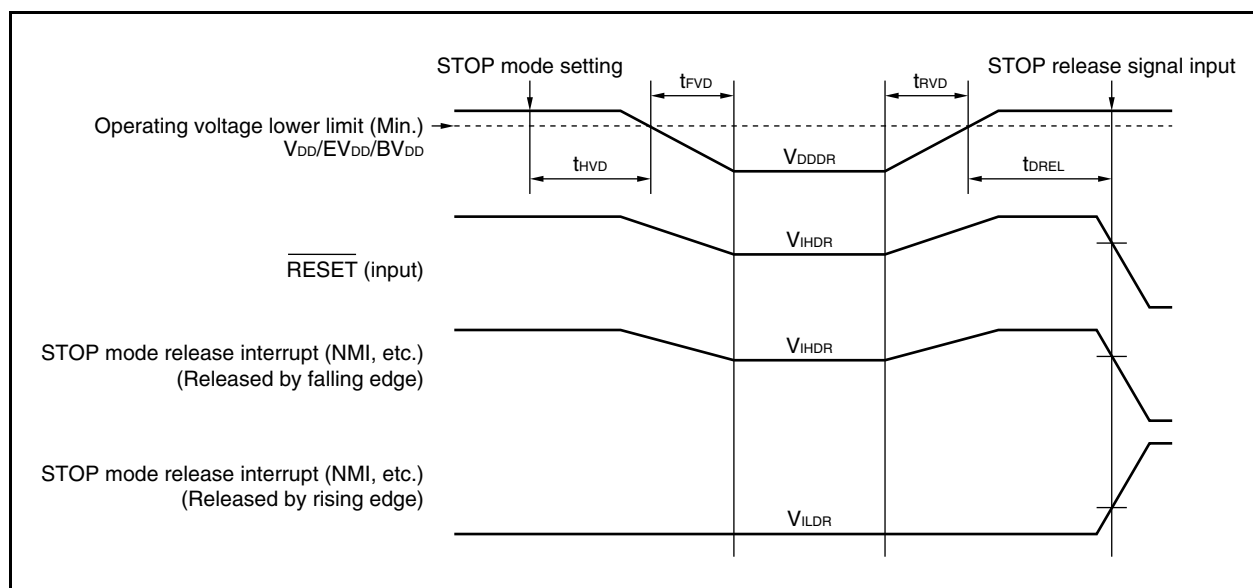 STOP mode setting
STOP release signal input
tFVD
tRVD
Operating voltage lower limit (Min.)
VDD/EVDD/BVDD
tHVD
VDDDR
tDREL
RESET (input)
VIHDR
STOP mode release interrupt (NMI, etc.)
(Released by falling edge)
VIHDR
STOP mode release interrupt (NMI, etc.)
(Released by rising edge)
VILDR